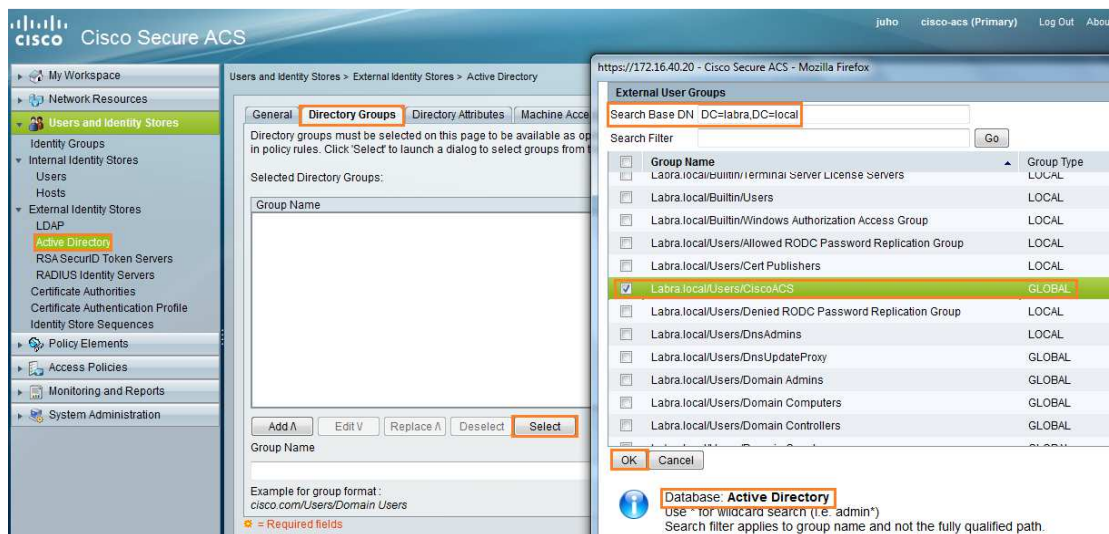 CISCO Cisco Secure ACS
juho cisco-acs (Primary) Log Out Abou
My Workspace
Network Resources
Users and Identity Stores
Identity Groups
Internal Identity Stores
Users
Hosts
External Identity Stores
LDAP
Active Directory
RSA SecurID Token Servers
RADIUS Identity Servers
Certificate Authorities
Certificate Authentication Profile
Identity Store Sequences
Policy Elements
Access Policies
Monitoring and Reports
System Administration
Users and Identity Stores > External Identity Stores > Active Directory
General Directory Groups Directory Attributes Machine Acce
Directory groups must be selected on this page to be available as op
in policy rules. Click 'Select' to launch a dialog to select groups from t
Selected Directory Groups:
Group Name
Add /\ Edit \/ Replace /\ Deselect Select
Group Name
Example for group format :
cisco.com/Users/Domain Users
= Required fields
https://172.16.40.20 - Cisco Secure ACS - Mozilla Firefox
External User Groups
Search Base DN DC=labra,DC=local
Search Filter Go
Group Name Group Type
Labra.local/Builtin/Terminal Server License Servers LOCAL
Labra.local/Builtin/Users LOCAL
Labra.local/Builtin/Windows Authorization Access Group LOCAL
Labra.local/Users/Allowed RODC Password Replication Group LOCAL
Labra.local/Users/Cert Publishers LOCAL
Labra.local/Users/CiscoACS GLOBAL
Labra.local/Users/Denied RODC Password Replication Group LOCAL
Labra.local/Users/DnsAdmins LOCAL
Labra.local/Users/DnsUpdateProxy GLOBAL
Labra.local/Users/Domain Admins GLOBAL
Labra.local/Users/Domain Computers GLOBAL
Labra.local/Users/Domain Controllers GLOBAL
OK Cancel
Database: Active Directory
Use * for wildcard search (i.e. admin*)
Search filter applies to group name and not the fully qualified path.